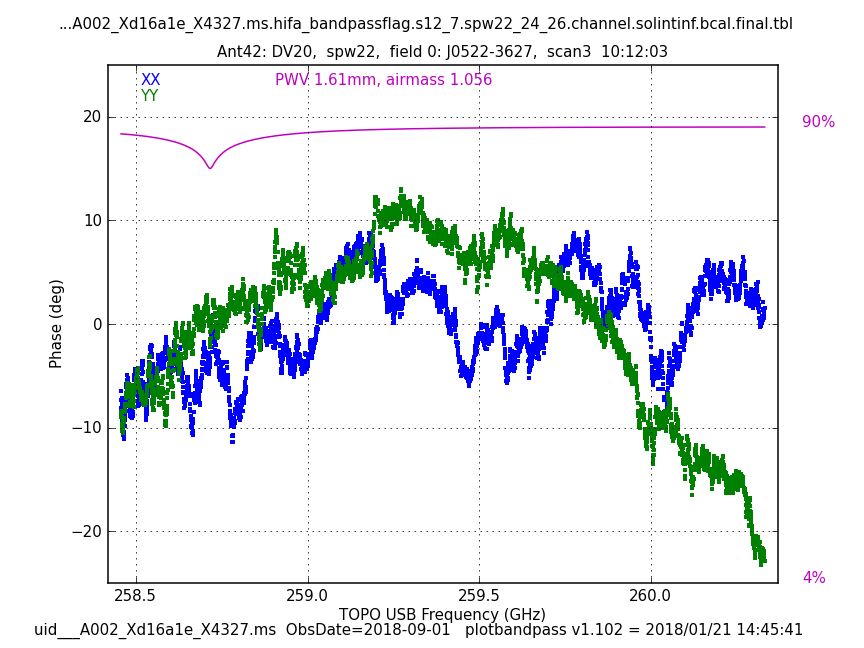 ...A002_Xd16a1e_X4327.ms.hifa_bandpassflag.s12_7.spw22_24_26.channel.solintinf.bcal.final.tbl
Ant42: DV20, spw22, field 0: J0522-3627, scan3 10:12:03
XX
YY
PWV 1.61mm, airmass 1.056
90%
4%
Phase (deg)
20
10
0
−10
−20
258.5 259.0 259.5 260.0
TOPO USB Frequency (GHz)
uid___A002_Xd16a1e_X4327.ms ObsDate=2018-09-01 plotbandpass v1.102 = 2018/01/21 14:45:41